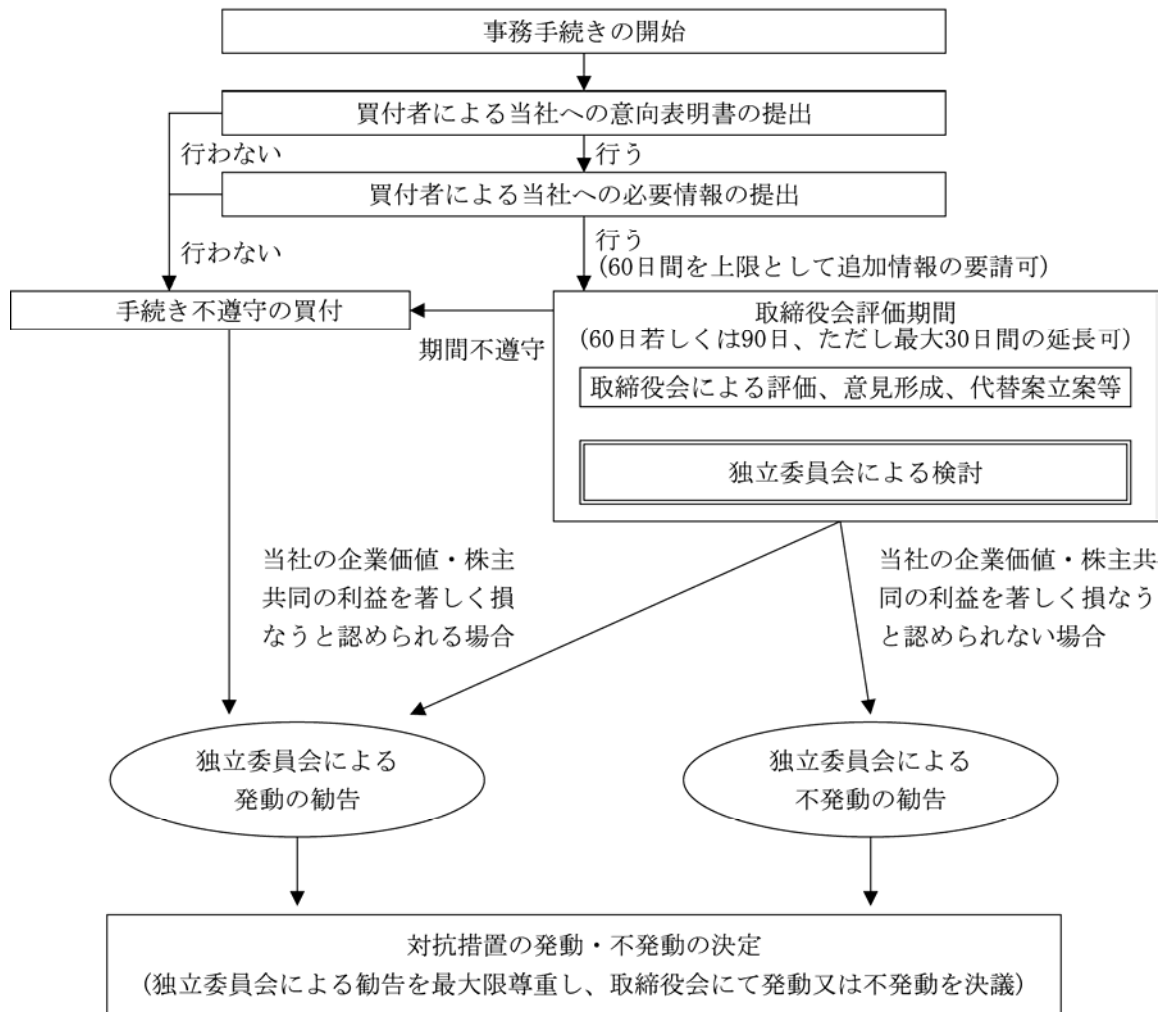 事務手続きの開始
買付者による当社への意向表明書の提出
行わない
行う
買付者による当社への必要情報の提出
行わない
行う
(60日間を上限として追加情報の要請可)
手続き不遵守の買付
期間不遵守
取締役会評価期間
(60日若しくは90日、ただし最大30日間の延長可)
取締役会による評価、意見形成、代替案立案等
独立委員会による検討
当社の企業価値・株主
共同の利益を著しく損
なうと認められる場合
当社の企業価値・株主共
同の利益を著しく損なう
と認められない場合
独立委員会による
発動の勧告
独立委員会による
不発動の勧告
対抗措置の発動・不発動の決定
(独立委員会による勧告を最大限尊重し、取締役会にて発動又は不発動を決議)